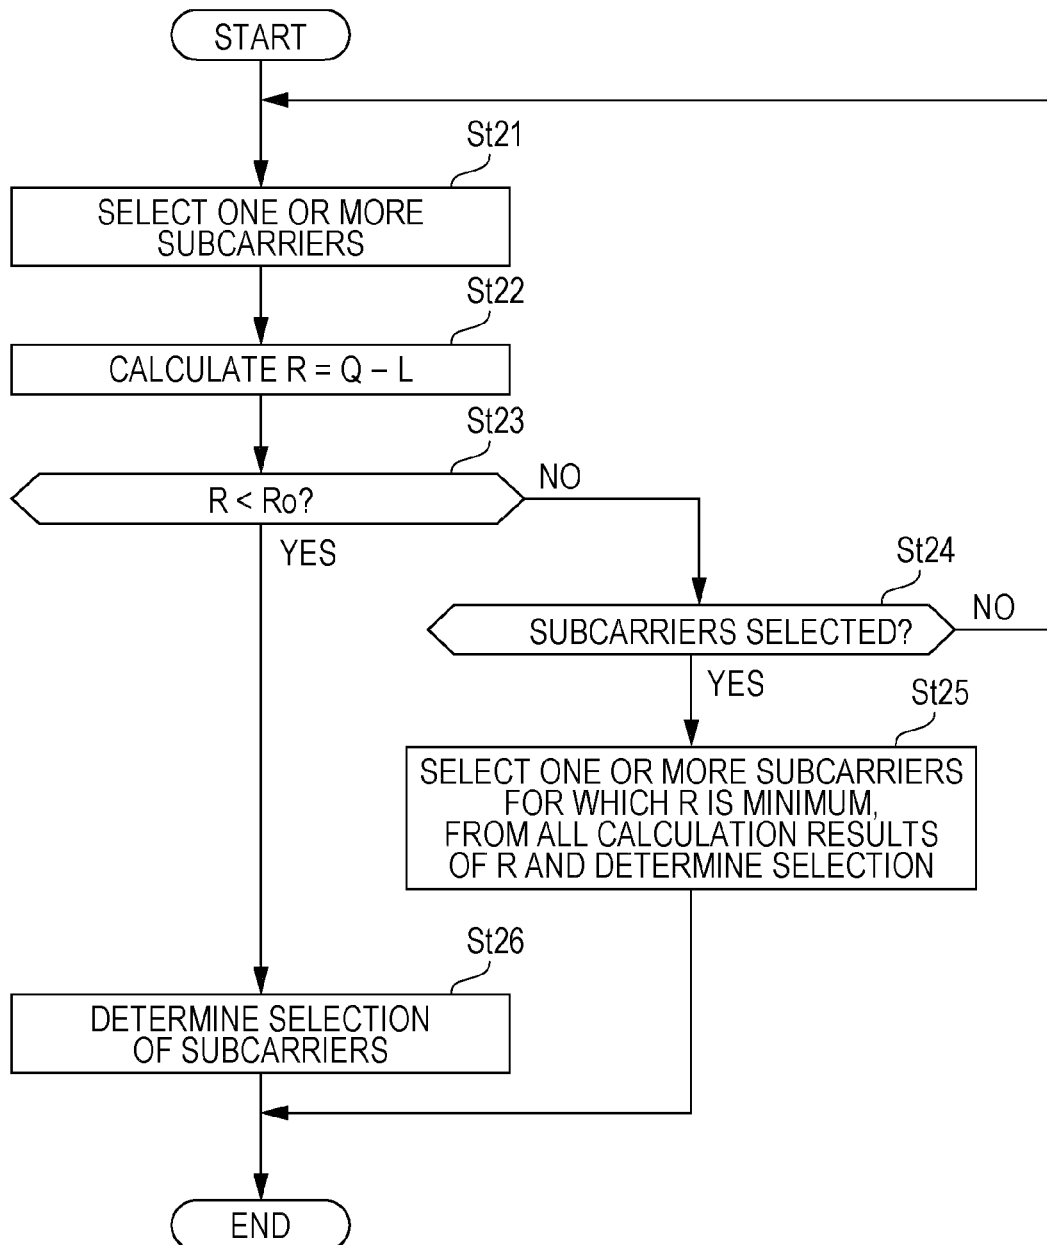 START
St21
SELECT ONE OR MORE
SUBCARRIERS
St22
CALCULATE R = Q – L
St23
R < Ro?
NO
YES
St24
SUBCARRIERS SELECTED?
NO
YES
St25
SELECT ONE OR MORE SUBCARRIERS
FOR WHICH R IS MINIMUM,
FROM ALL CALCULATION RESULTS
OF R AND DETERMINE SELECTION
St26
DETERMINE SELECTION
OF SUBCARRIERS
END